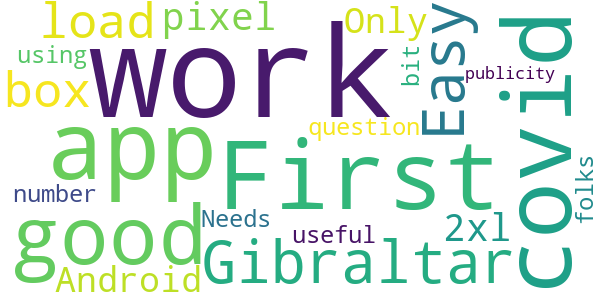 load
pixel
Only
Easy
covid
using
work
bit
publicity
box
app
First
question
folks
number
good
Needs
useful
2xl
Android
Gibraltar